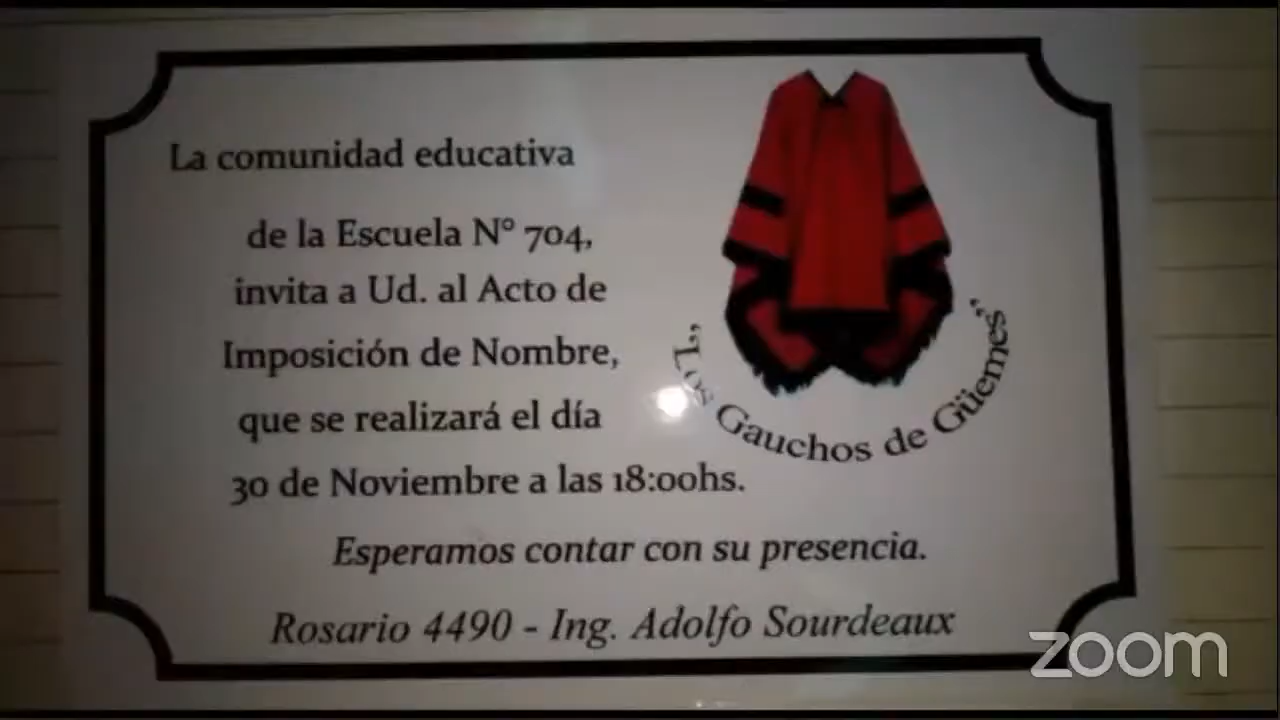 La comunidad educativa
de la Escuela N° 704,
invita a Ud. al Acto de
Imposición de Nombre,
que se realizará el día
30 de Noviembre a las 18:00hs.
"Los Gauchos de Güemes"
Esperamos contar con su presencia.
Rosario 4490 - Ing. Adolfo Sourdeaux
zoom